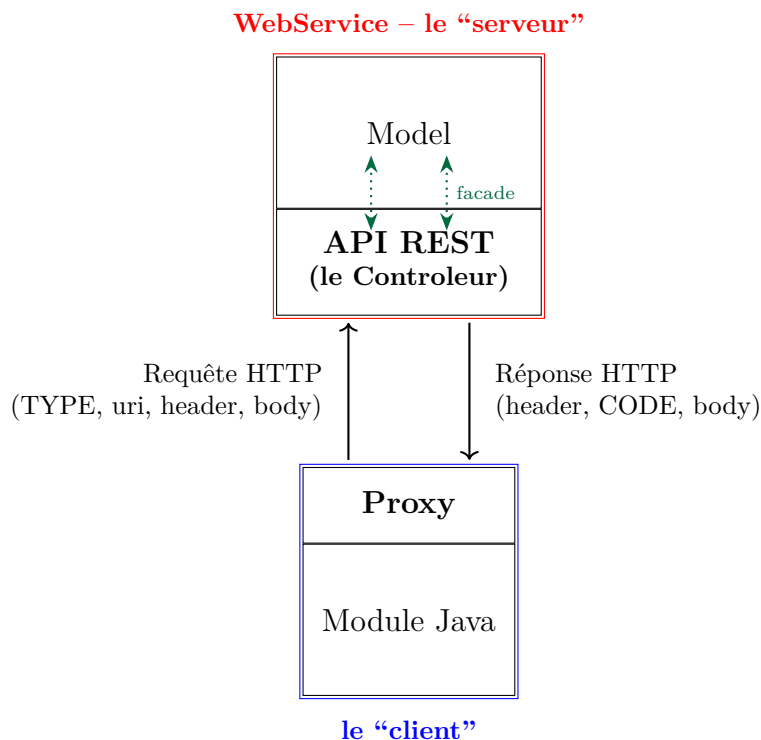 WebService – le “serveur”
Model
facade
API REST
(le Controleur)
Requête HTTP
(TYPE, uri, header, body)
Réponse HTTP
(header, CODE, body)
Proxy
Module Java
le “client”